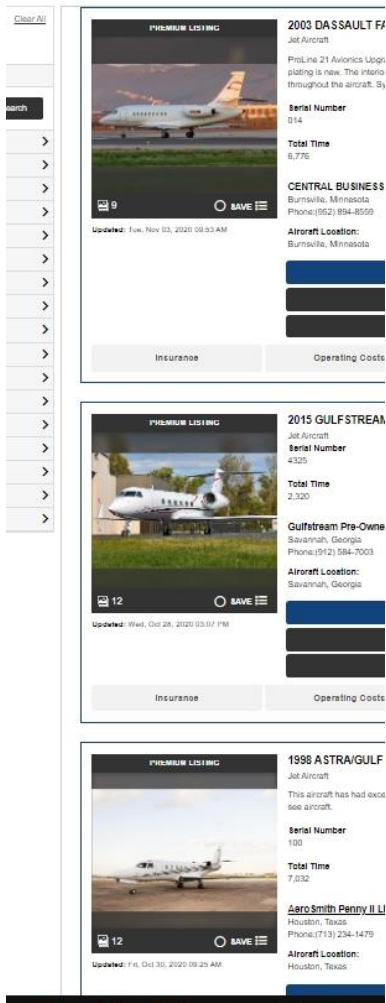 Clear All
earch
PREMIUM LISTING
9
SAVE
Updated: Tue, Nov 03, 2020 09:53 AM
2003 DASSAULT FA
Jet Aircraft
ProLine 21 Avionics Upgra
plating is new. The interio
throughout the aircraft. Sy
Serial Number
014
Total Time
6,776
CENTRAL BUSINESS
Burnsville, Minnesota
Phone:(952) 894-8559
Aircraft Location:
Burnsville, Minnesota
Insurance
Operating Costs
PREMIUM LISTING
12
SAVE
Updated: Wed, Oct 28, 2020 03:07 PM
2015 GULFSTREAM
Jet Aircraft
Serial Number
4325
Total Time
2,320
Gulfstream Pre-Owne
Savannah, Georgia
Phone:(912) 584-7003
Aircraft Location:
Savannah, Georgia
Insurance
Operating Costs
PREMIUM LISTING
12
SAVE
Updated: Fri, Oct 30, 2020 09:25 AM
1998 ASTRA/GULF
Jet Aircraft
This aircraft has had exce
see aircraft.
Serial Number
100
Total Time
7,032
AeroSmith Penny II LL
Houston, Texas
Phone:(713) 234-1479
Aircraft Location:
Houston, Texas